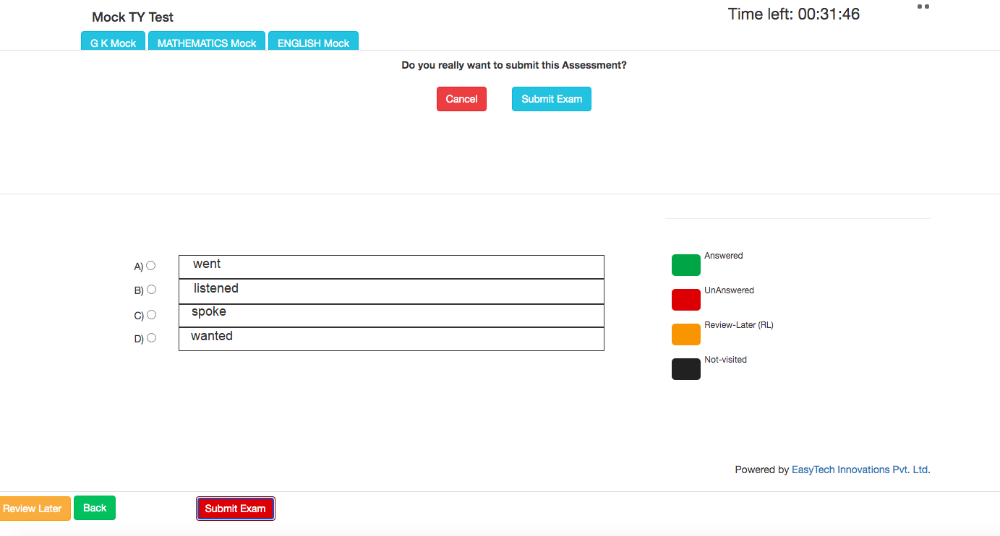 Mock TY Test
Time left: 00:31:46
G K Mock MATHEMATICS Mock ENGLISH Mock
Do you really want to submit this Assessment?
Cancel Submit Exam
A) went
B) listened
C) spoke
D) wanted
Answered
UnAnswered
Review-Later (RL)
Not-visited
Powered by EasyTech Innovations Pvt. Ltd.
Review Later Back Submit Exam